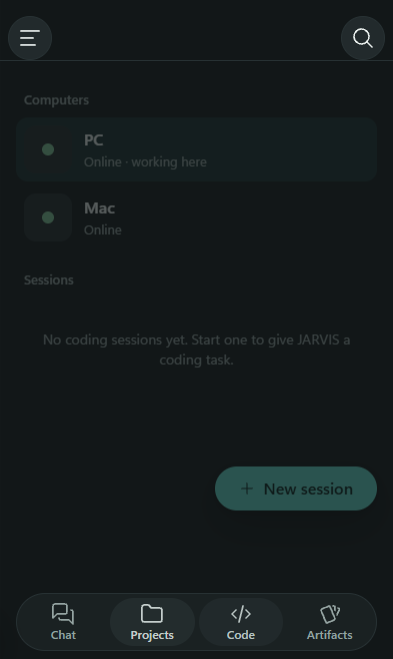 Computers
PC
Online · working here
Mac
Online
Sessions
No coding sessions yet. Start one to give JARVIS a
coding task.
+ New session
Chat
Projects
Code
Artifacts